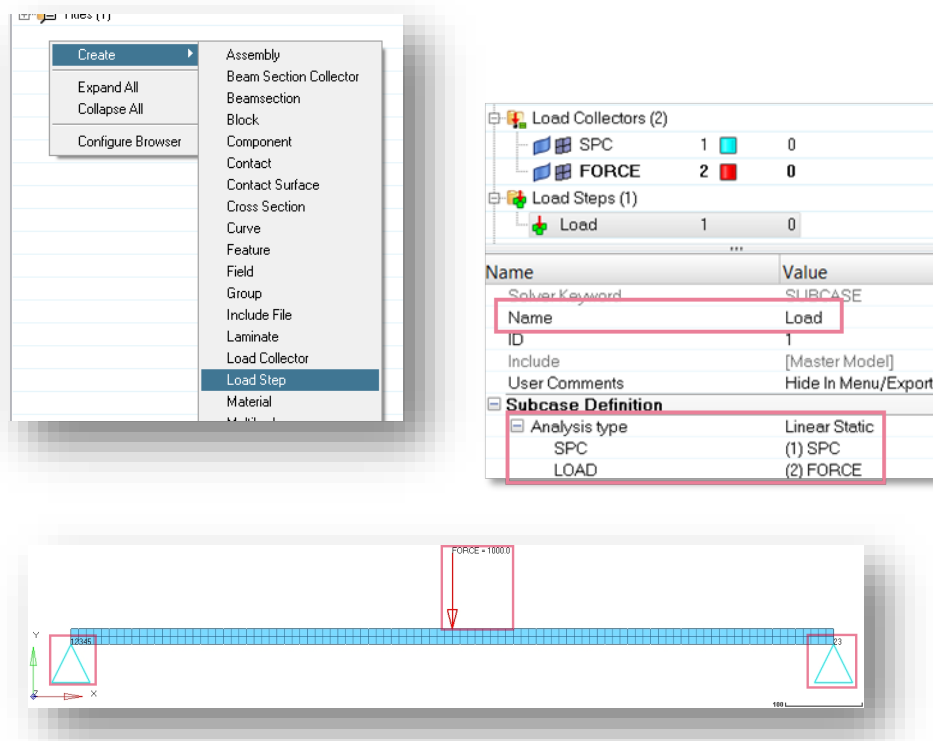 Titles (1)
Create
Expand All
Collapse All
Configure Browser
Assembly
Beam Section Collector
Beamsection
Block
Component
Contact
Contact Surface
Cross Section
Curve
Feature
Field
Group
Include File
Laminate
Load Collector
Load Step
Material
Load Collectors (2)
SPC 1 0
FORCE 2 0
Load Steps (1)
Load 1 0
Name Value
Solver Keyword SUBCASE
Name Load
ID 1
Include [Master Model]
User Comments Hide In Menu/Export
Subcase Definition
Analysis type Linear Static
SPC (1) SPC
LOAD (2) FORCE
FORCE = 1000.0
Y
12345
23
Z X
100